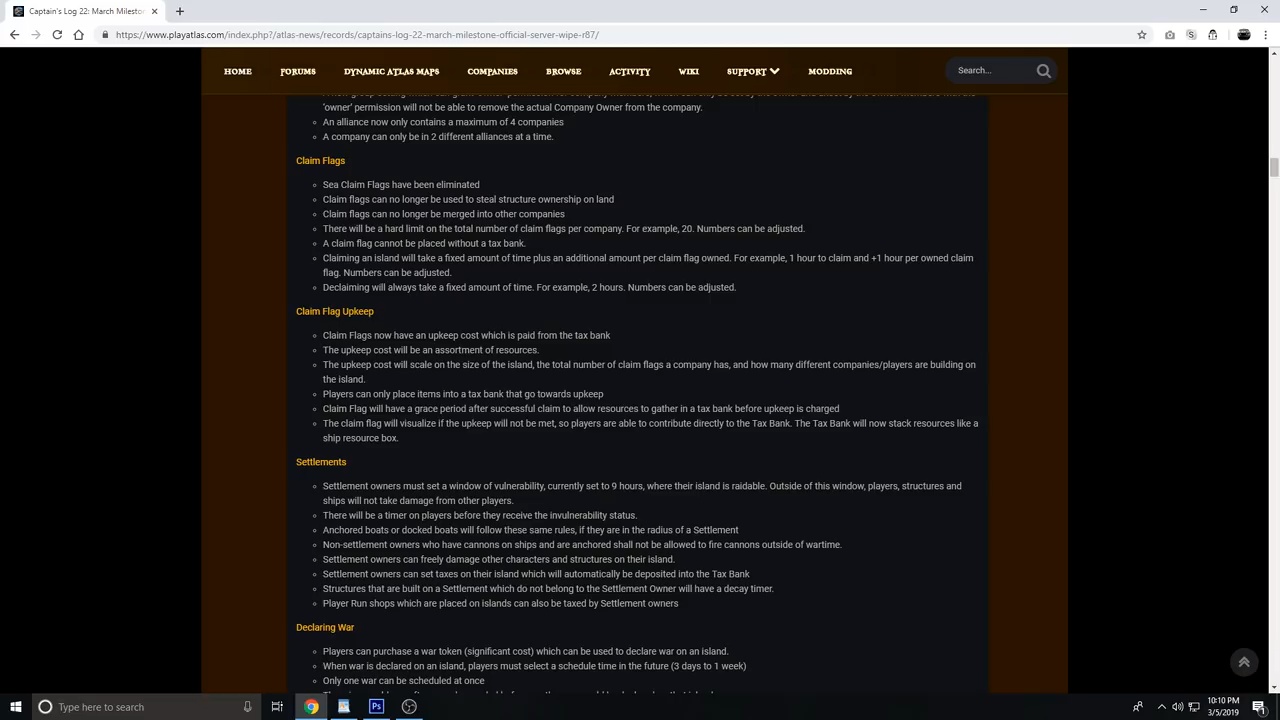 Captain's Log 22: March Milesto
https://www.playatlas.com/index.php?/atlas-news/records/captains-log-22-march-milestone-official-server-wipe-r87/
HOME FORUMS DYNAMIC ATLAS MAPS COMPANIES BROWSE ACTIVITY WIKI SUPPORT MODDING Search...
'owner' permission will not be able to remove the actual Company Owner from the company.
An alliance now only contains a maximum of 4 companies
A company can only be in 2 different alliances at a time.
Claim Flags
Sea Claim Flags have been eliminated
Claim flags can no longer be used to steal structure ownership on land
Claim flags can no longer be merged into other companies
There will be a hard limit on the total number of claim flags per company. For example, 20. Numbers can be adjusted.
A claim flag cannot be placed without a tax bank.
Claiming an island will take a fixed amount of time plus an additional amount per claim flag owned. For example, 1 hour to claim and +1 hour per owned claim
flag. Numbers can be adjusted.
Declaiming will always take a fixed amount of time. For example, 2 hours. Numbers can be adjusted.
Claim Flag Upkeep
Claim Flags now have an upkeep cost which is paid from the tax bank
The upkeep cost will be an assortment of resources.
The upkeep cost will scale on the size of the island, the total number of claim flags a company has, and how many different companies/players are building on
the island.
Players can only place items into a tax bank that go towards upkeep
Claim Flag will have a grace period after successful claim to allow resources to gather in a tax bank before upkeep is charged
The claim flag will visualize if the upkeep will not be met, so players are able to contribute directly to the Tax Bank. The Tax Bank will now stack resources like a
ship resource box.
Settlements
Settlement owners must set a window of vulnerability, currently set to 9 hours, where their island is raidable. Outside of this window, players, structures and
ships will not take damage from other players.
There will be a timer on players before they receive the invulnerability status.
Anchored boats or docked boats will follow these same rules, if they are in the radius of a Settlement
Non-settlement owners who have cannons on ships and are anchored shall not be allowed to fire cannons outside of wartime.
Settlement owners can freely damage other characters and structures on their island.
Settlement owners can set taxes on their island which will automatically be deposited into the Tax Bank
Structures that are built on a Settlement which do not belong to the Settlement Owner will have a decay timer.
Player Run shops which are placed on islands can also be taxed by Settlement owners
Declaring War
Players can purchase a war token (significant cost) which can be used to declare war on an island.
When war is declared on an island, players must select a schedule time in the future (3 days to 1 week)
Only one war can be scheduled at once
Type here to search
10:10 PM
3/5/2019